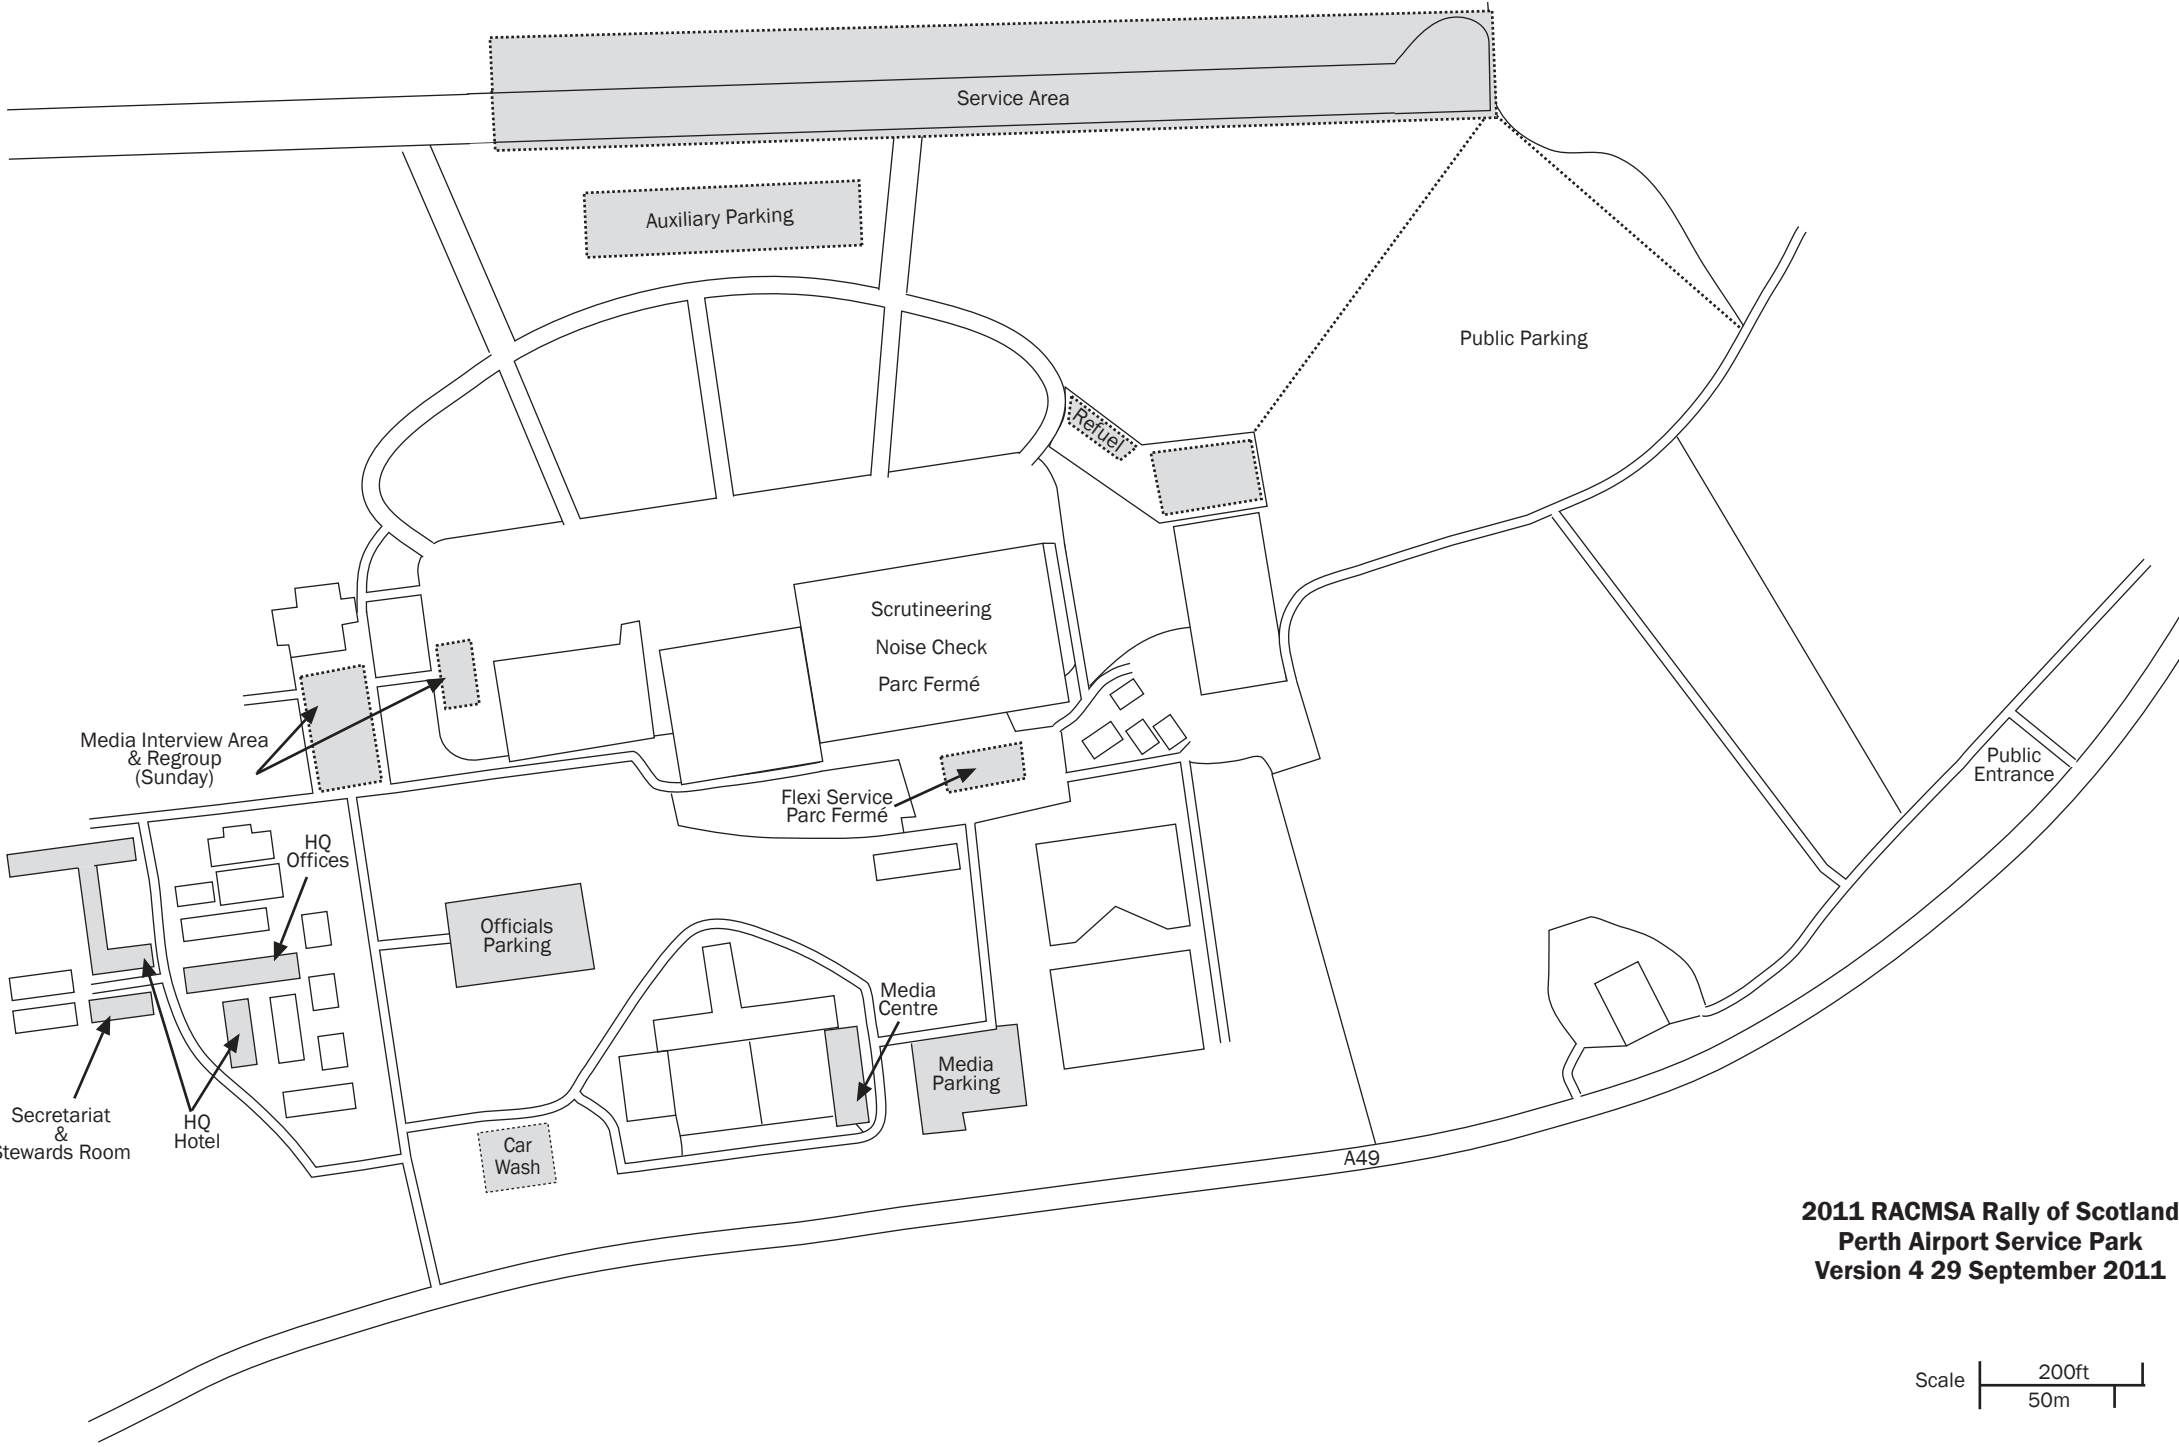 Service Area
Auxiliary Parking
Public Parking
Refuel
Scrutineering
Noise Check
Parc Fermé
Media Interview Area
& Regroup
(Sunday)
Public
Entrance
Flexi Service
Parc Fermé
HQ
Offices
Officials
Parking
Media
Centre
Media
Parking
Secretariat
&
Stewards Room
HQ
Hotel
Car
Wash
A49
2011 RACMSA Rally of Scotland
Perth Airport Service Park
Version 4 29 September 2011
Scale
200ft
50m